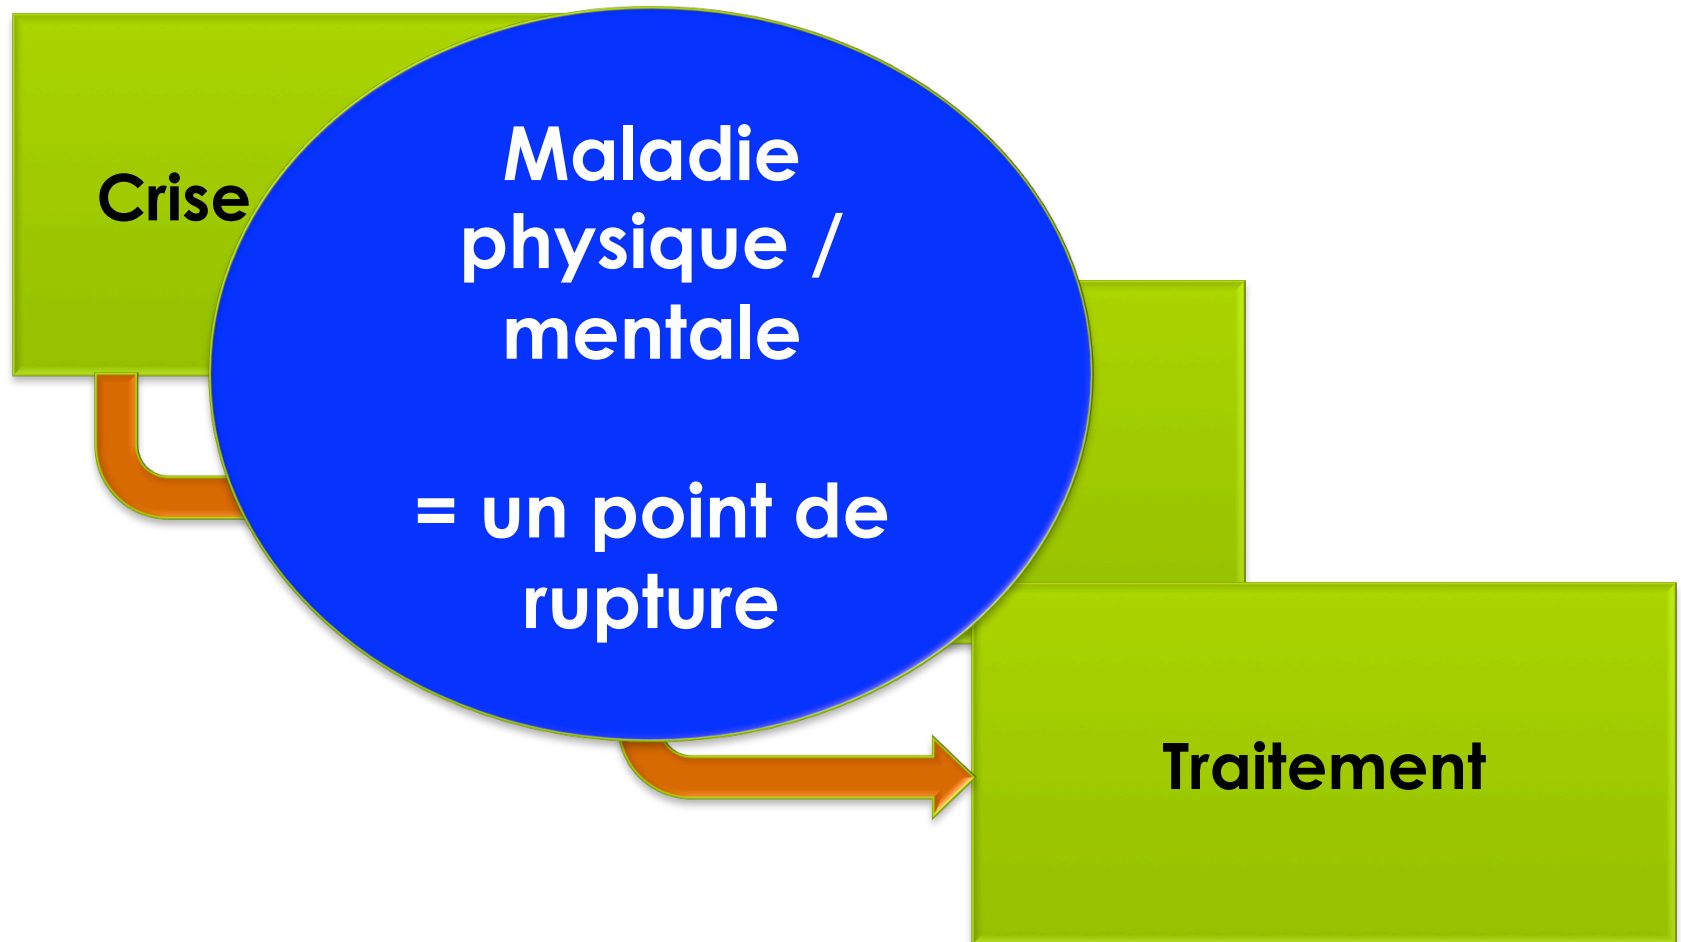 Crise
Maladie
physique /
mentale
= un point de
rupture
Traitement